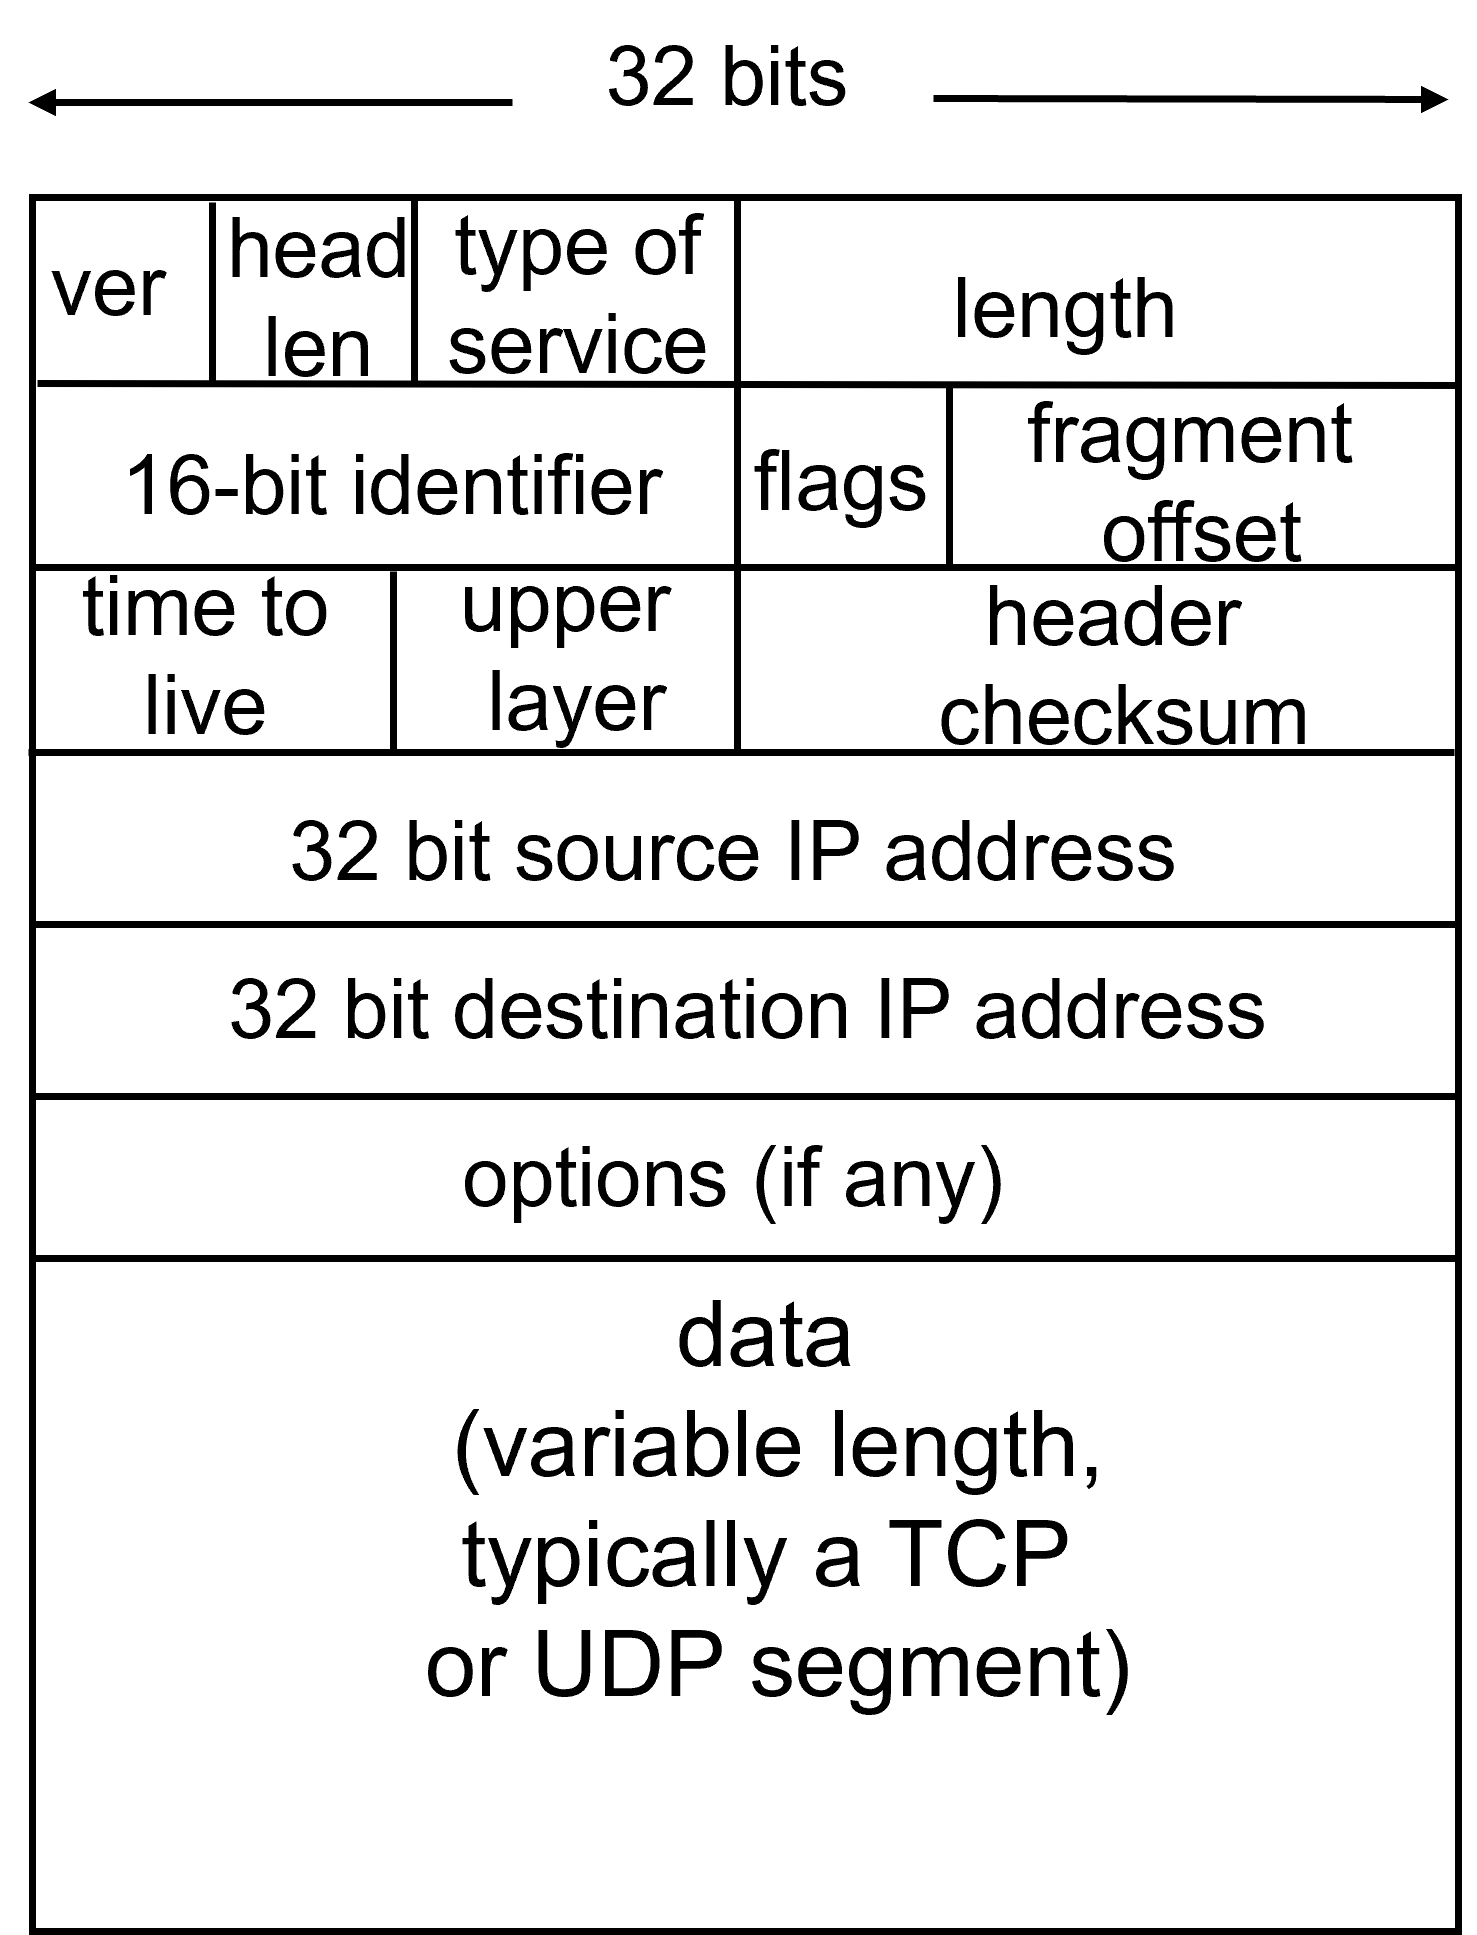 32 bits
ver
head
len
type of
service
length
16-bit identifier
flags
fragment
offset
time to
live
upper
layer
header
checksum
32 bit source IP address
32 bit destination IP address
options (if any)
data
(variable length,
typically a TCP
or UDP segment)